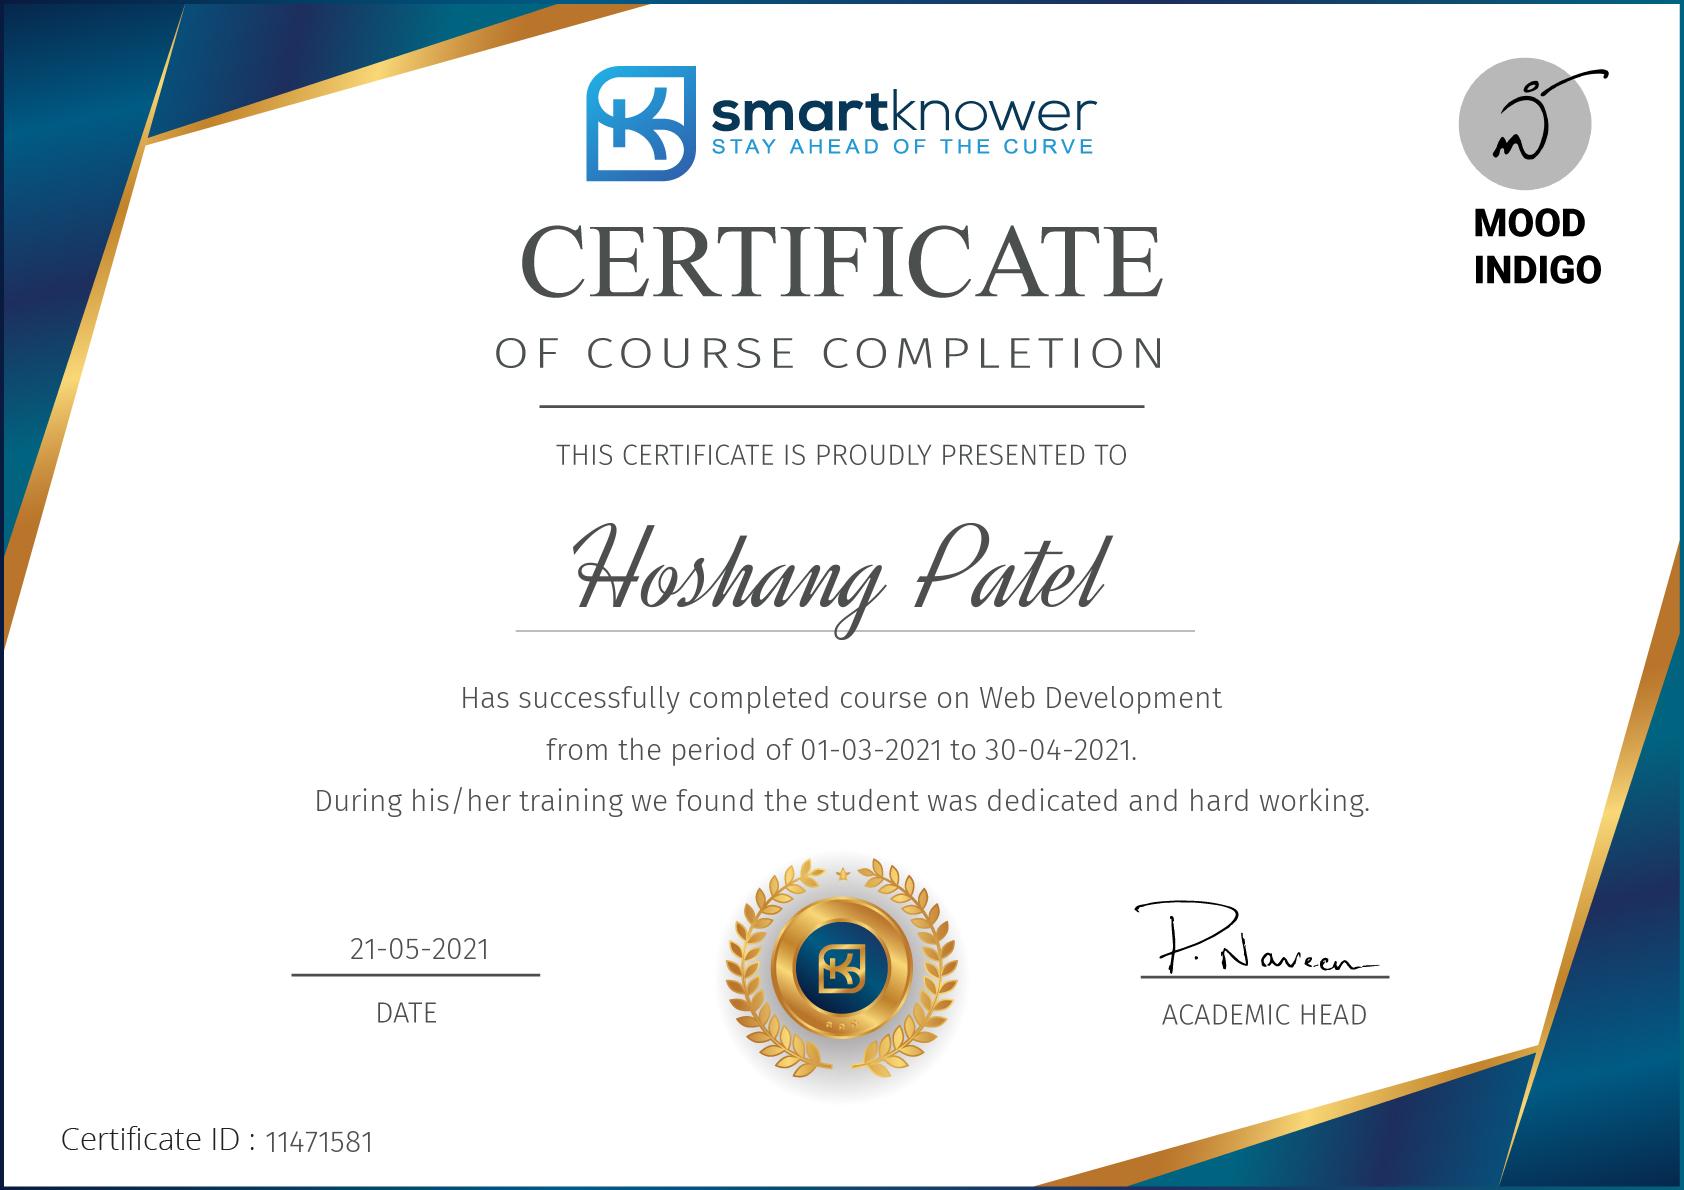 smartknower
STAY AHEAD OF THE CURVE
MOOD
INDIGO
CERTIFICATE
OF COURSE COMPLETION
THIS CERTIFICATE IS PROUDLY PRESENTED TO
Hoshang Patel
Has successfully completed course on Web Development
from the period of 01-03-2021 to 30-04-2021.
During his/her training we found the student was dedicated and hard working.
21-05-2021
DATE
P. Naveen
ACADEMIC HEAD
Certificate ID : 11471581